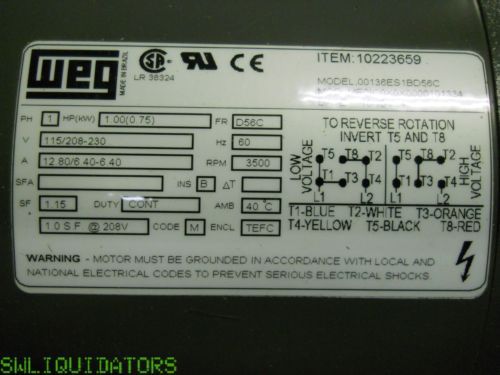 WEG
MADE IN BRAZIL
SA
LR 38324
UR
CE
ITEM:10223659
MODEL.00136ES1BD56C
PH 1 HP(kW) 1.00(0.75) FR D56C
V 115/208-230 Hz 60
A 12.80/6.40-6.40 RPM 3500
SFA INS B ΔT
SF 1.15 DUTY CONT AMB 40°C
1.0 S.F. @ 208V CODE M ENCL TEFC
TO REVERSE ROTATION
INVERT T5 AND T8
LOW VOLTAGE
T5 T8 T2
T1 T3 T4
L1 L2
T5 T8 T2
T1 T3 T4
L1 L2
HIGH VOLTAGE
T1-BLUE T2-WHITE T3-ORANGE
T4-YELLOW T5-BLACK T8-RED
WARNING - MOTOR MUST BE GROUNDED IN ACCORDANCE WITH LOCAL AND
NATIONAL ELECTRICAL CODES TO PREVENT SERIOUS ELECTRICAL SHOCKS.
SWLIQUIDATORS